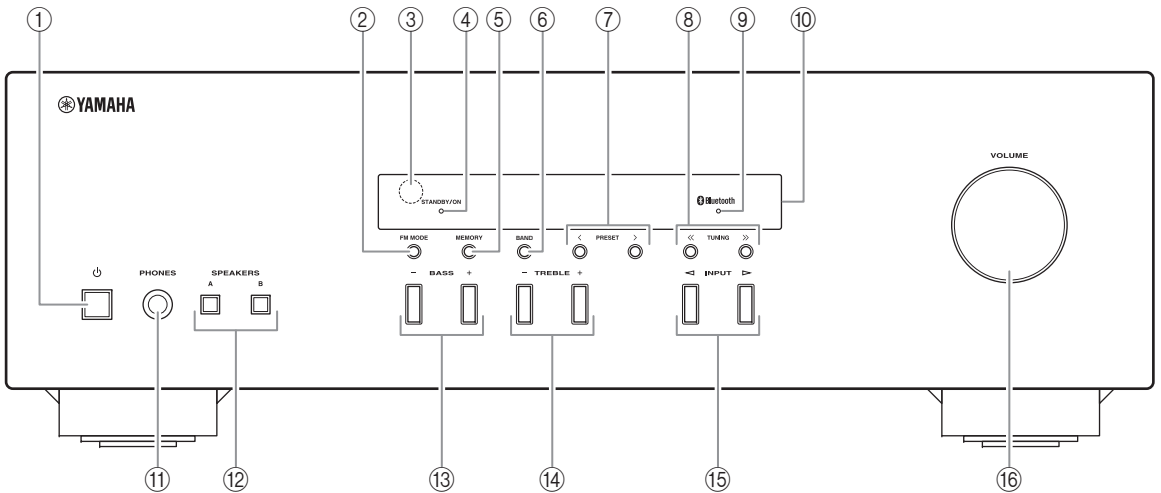 ① ② ③ ④ ⑤ ⑥ ⑦ ⑧ ⑨ ⑩
YAMAHA
VOLUME
STANDBY/ON
Bluetooth
FM MODE MEMORY BAND < PRESET > << TUNING >>
PHONES SPEAKERS − BASS + − TREBLE + ◁ INPUT ▷
A B
⑪ ⑫ ⑬ ⑭ ⑮ ⑯